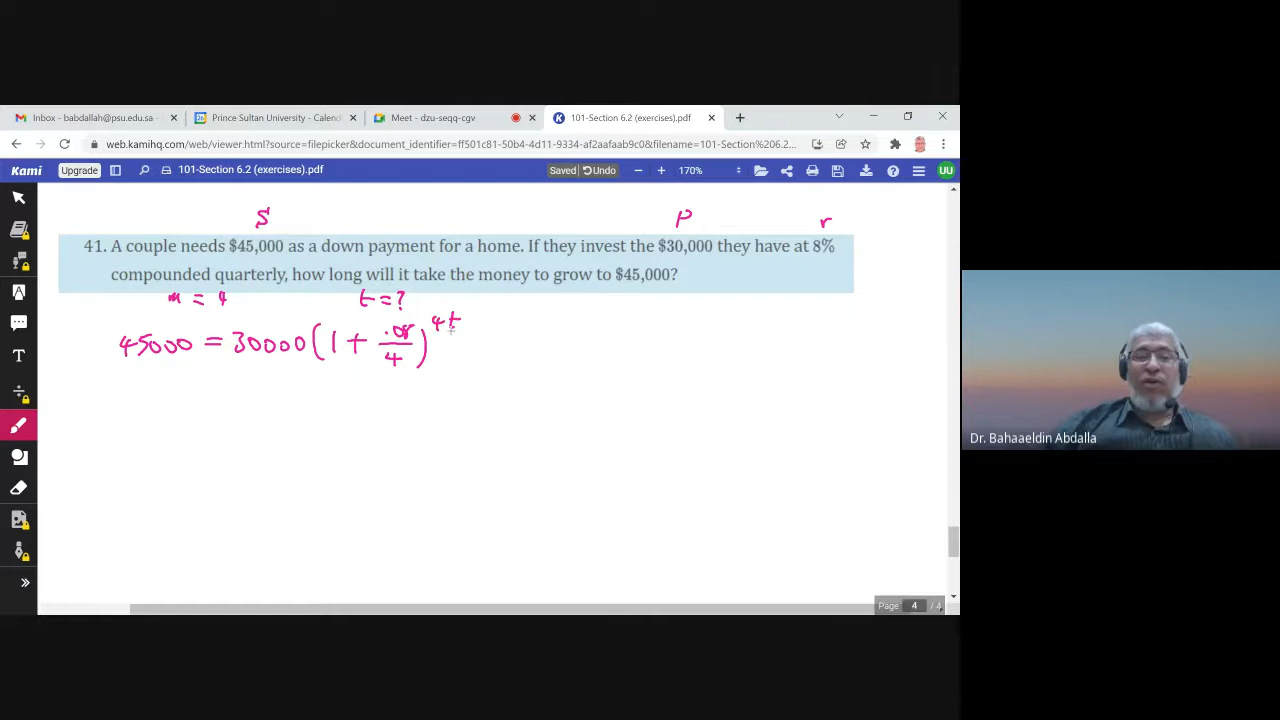 Inbox - babdallah@psu.edu.sa -
Prince Sultan University - Calend
Meet - dzu-seqq-cgv
101-Section 6.2 (exercises).pdf
web.kamihq.com/web/viewer.html?source=filepicker&document_identifier=ff501c81-50b4-4d11-9334-af2aafaab9c0&filename=101-Section%206.2...
Kami
Upgrade
101-Section 6.2 (exercises).pdf
Saved
Undo
170%
UU
S P r
41. A couple needs $45,000 as a down payment for a home. If they invest the $30,000 they have at 8%
compounded quarterly, how long will it take the money to grow to $45,000?
m = 4 t = ?
45000 = 30000(1 + .08/4)^4t
Dr. Bahaaeldin Abdalla
Page 4 / 4